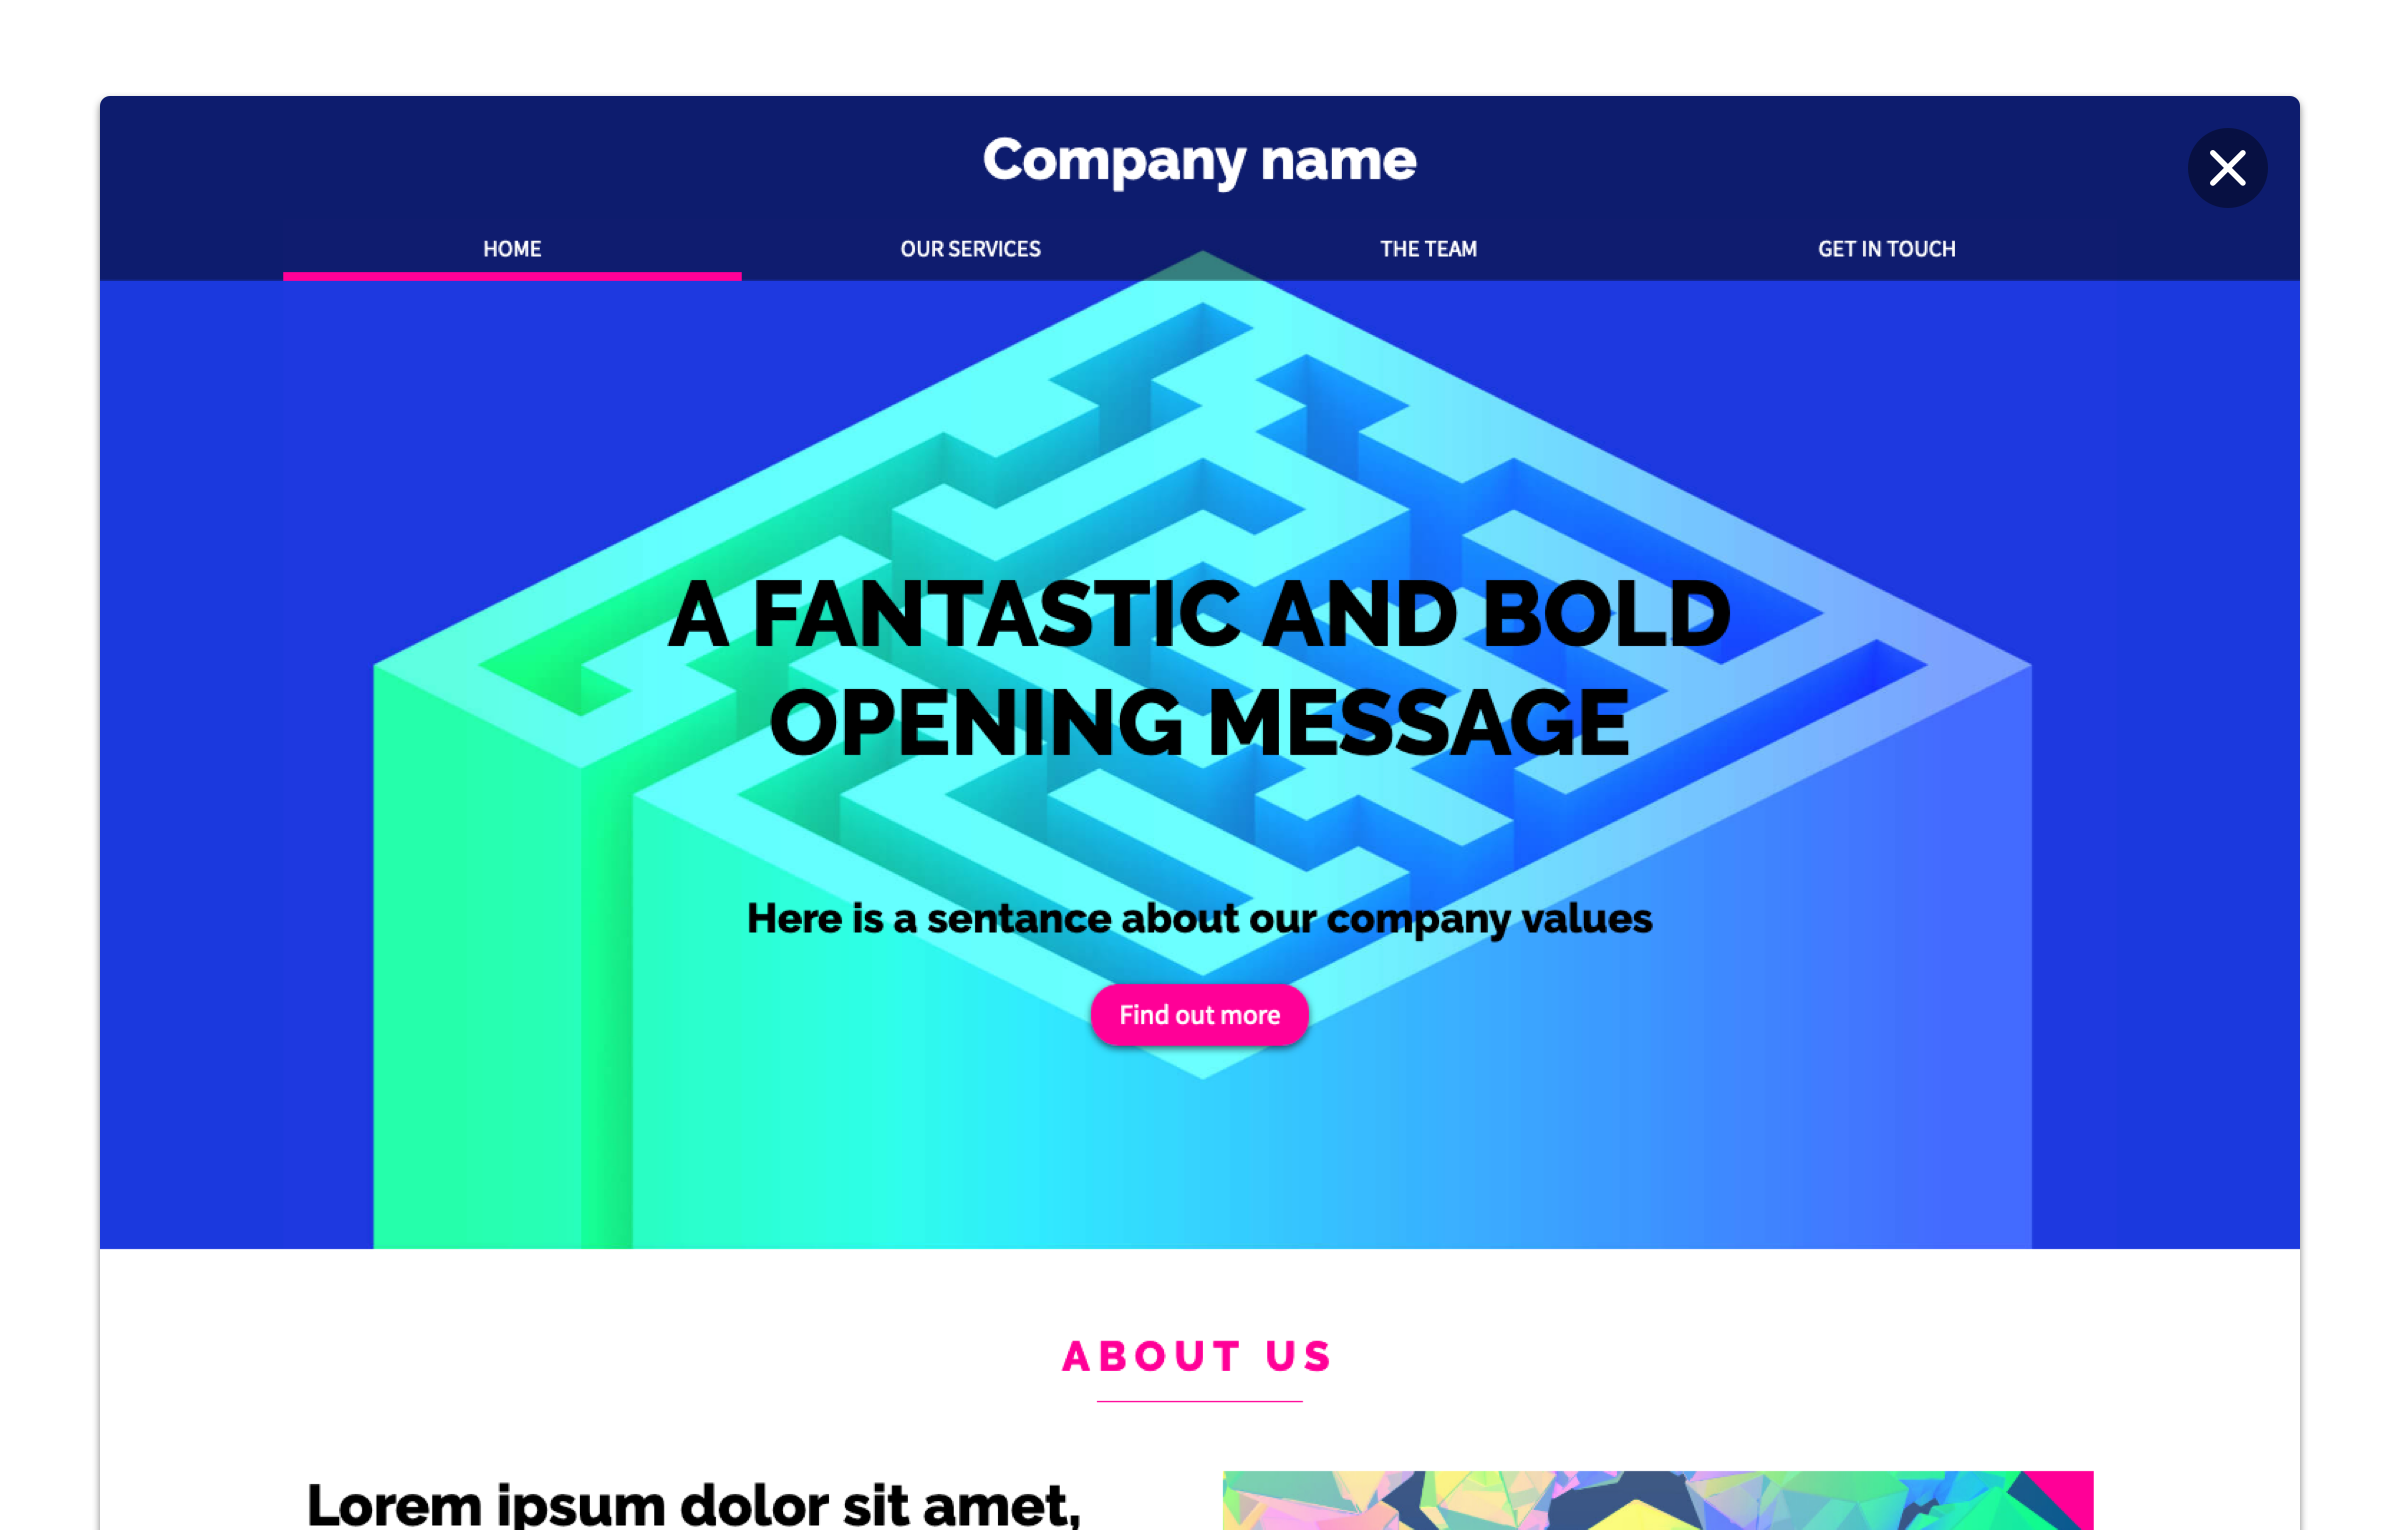 Company name
HOME OUR SERVICES THE TEAM GET IN TOUCH
A FANTASTIC AND BOLD
OPENING MESSAGE
Here is a sentance about our company values
Find out more
ABOUT US
Lorem ipsum dolor sit amet,